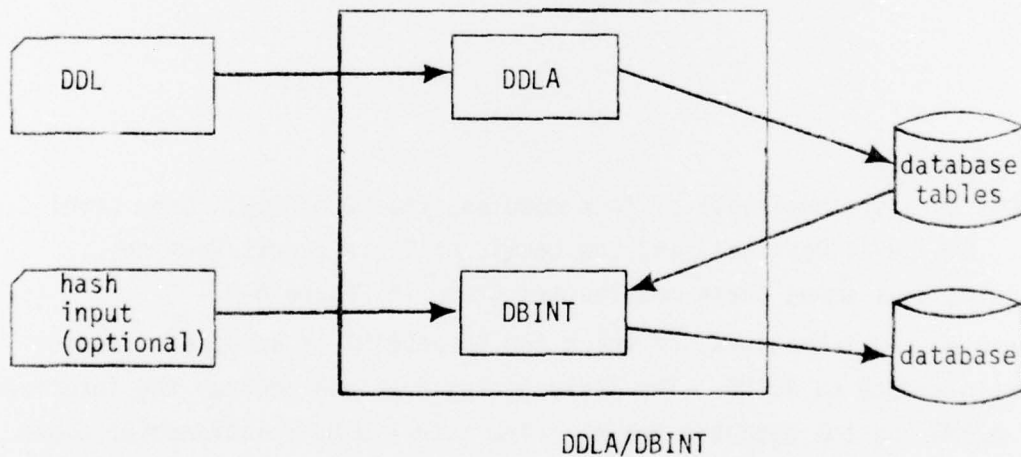 DDL
DDLA
database
tables
hash
input
(optional)
DBINT
database
DDLA/DBINT